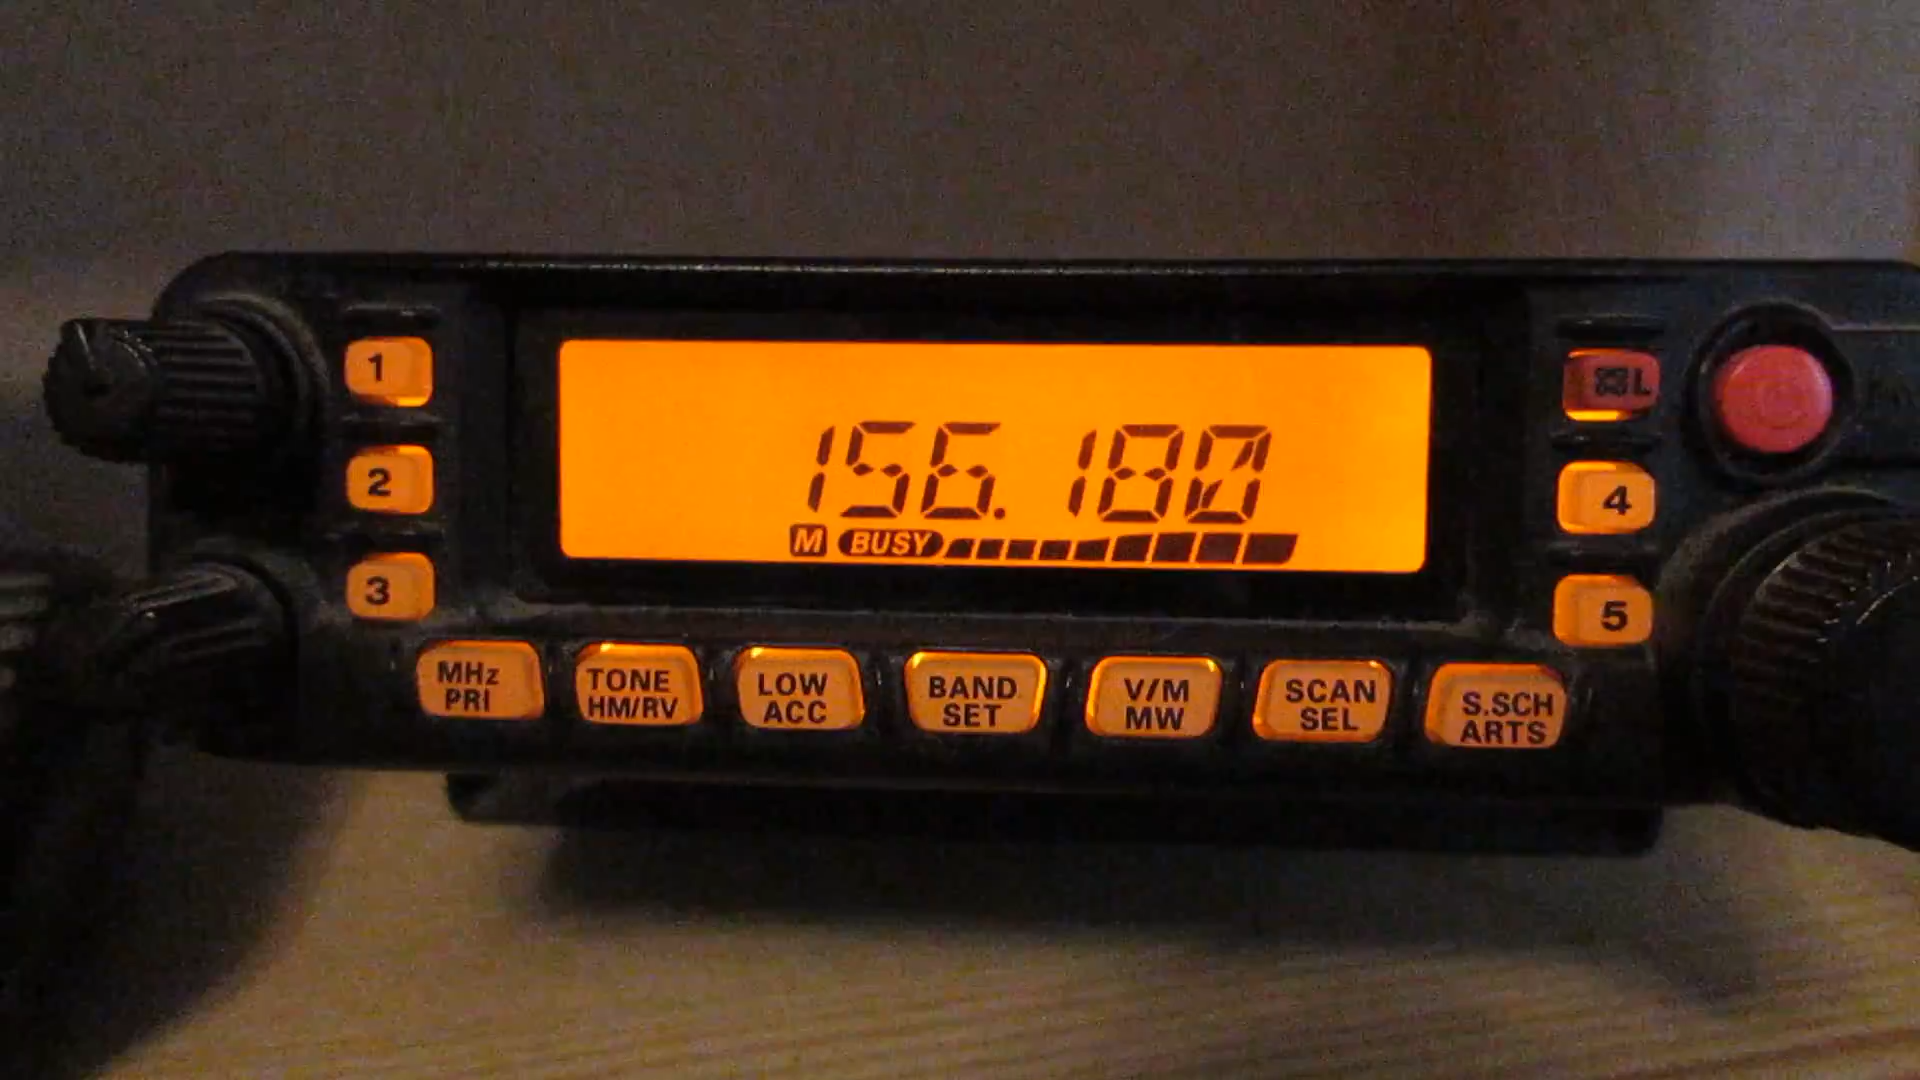 156.180
M BUSY
1
2
3
4
5
MHz
PRI
TONE
HM/RV
LOW
ACC
BAND
SET
V/M
MW
SCAN
SEL
S.SCH
ARTS